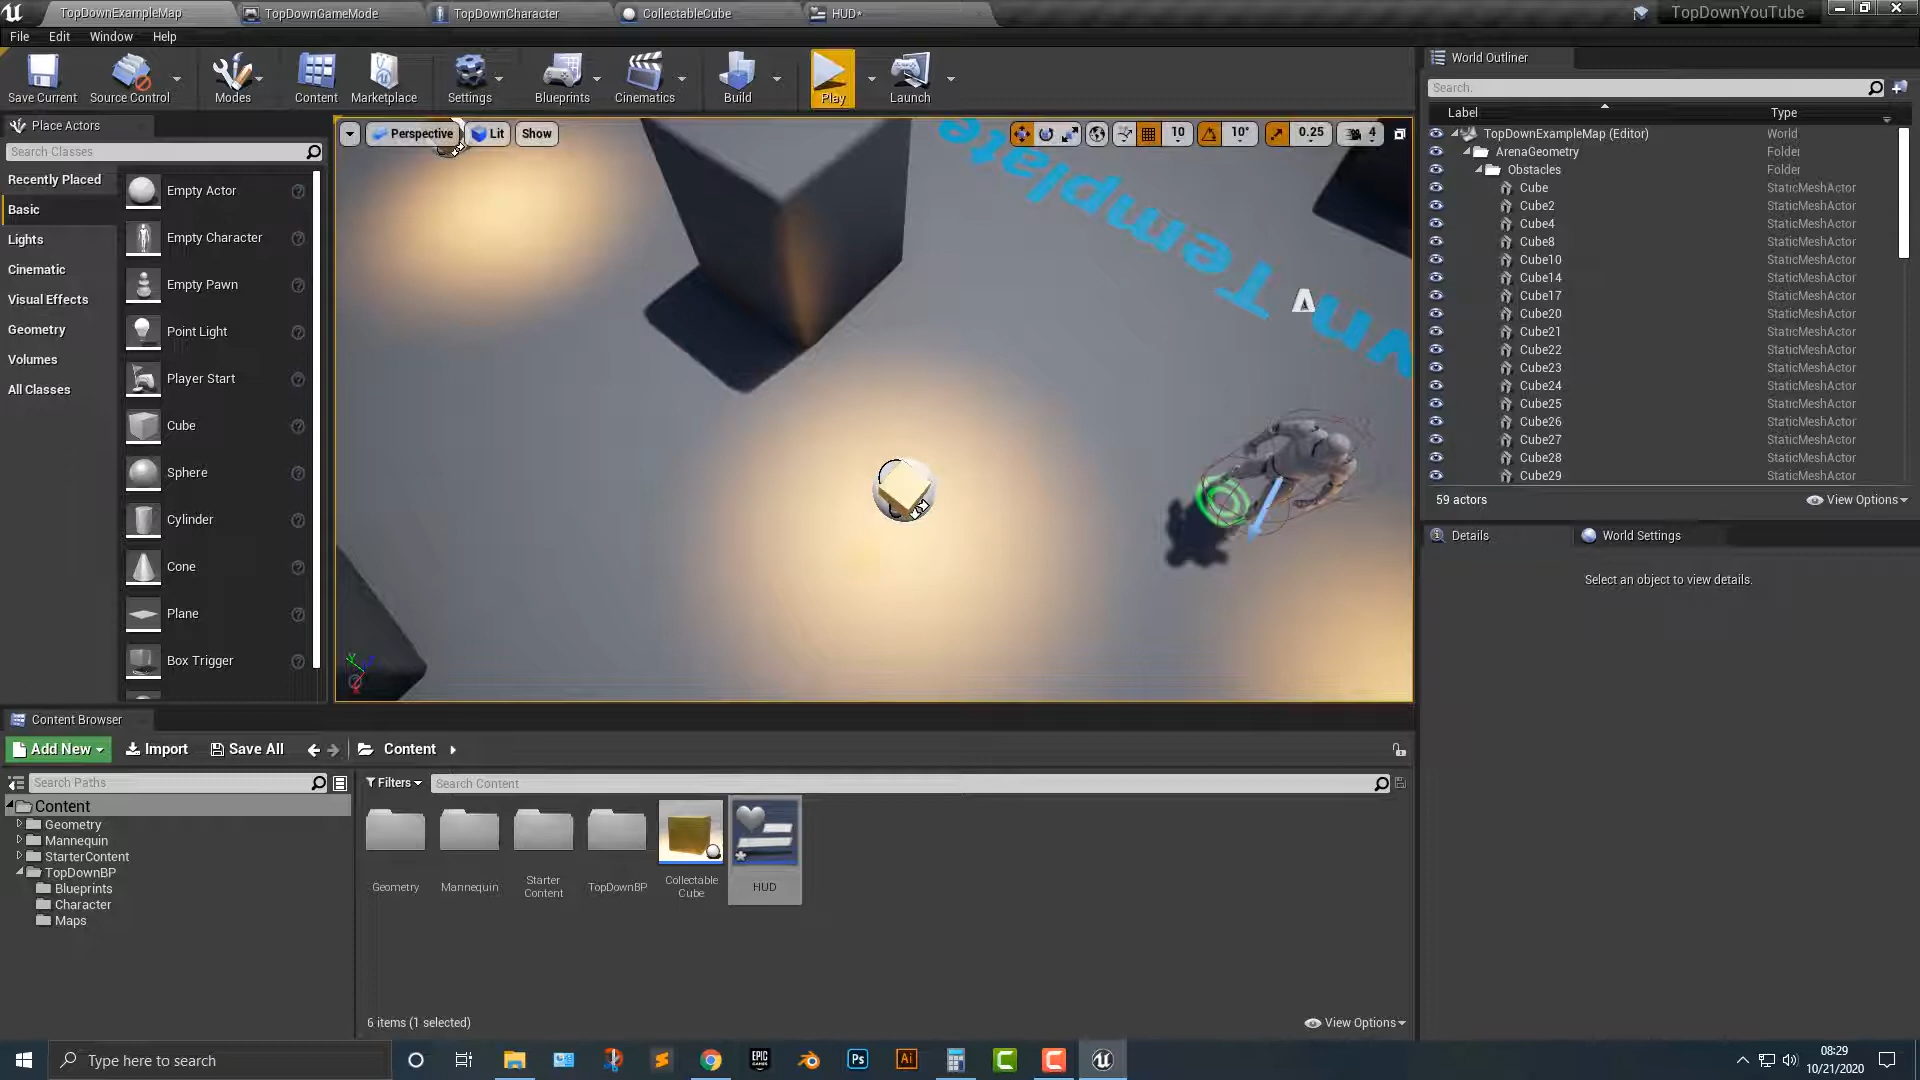 TopDownExampleMap
TopDownGameMode
TopDownCharacter
CollectableCube
HUD*
TopDownYouTube
File
Edit
Window
Help
Save Current
Source Control
Modes
Content
Marketplace
Settings
Blueprints
Cinematics
Build
Play
Launch
Place Actors
Search Classes
Recently Placed
Basic
Lights
Cinematic
Visual Effects
Geometry
Volumes
All Classes
Empty Actor
Empty Character
Empty Pawn
Point Light
Player Start
Cube
Sphere
Cylinder
Cone
Plane
Box Trigger
Perspective
Lit
Show
10
10°
0.25
4
wn Template
World Outliner
Search.
Label
Type
TopDownExampleMap (Editor) World
ArenaGeometry Folder
Obstacles Folder
Cube StaticMeshActor
Cube2 StaticMeshActor
Cube4 StaticMeshActor
Cube8 StaticMeshActor
Cube10 StaticMeshActor
Cube14 StaticMeshActor
Cube17 StaticMeshActor
Cube20 StaticMeshActor
Cube21 StaticMeshActor
Cube22 StaticMeshActor
Cube23 StaticMeshActor
Cube24 StaticMeshActor
Cube25 StaticMeshActor
Cube26 StaticMeshActor
Cube27 StaticMeshActor
Cube28 StaticMeshActor
Cube29 StaticMeshActor
59 actors
View Options
Details
World Settings
Select an object to view details.
Content Browser
Add New
Import
Save All
Content
Search Paths
Filters
Search Content
Content
Geometry
Mannequin
StarterContent
TopDownBP
Blueprints
Character
Maps
Geometry
Mannequin
Starter
Content
TopDownBP
Collectable
Cube
HUD
6 items (1 selected)
View Options
Type here to search
EPIC
GAMES
Ps
Ai
08:29
10/21/2020